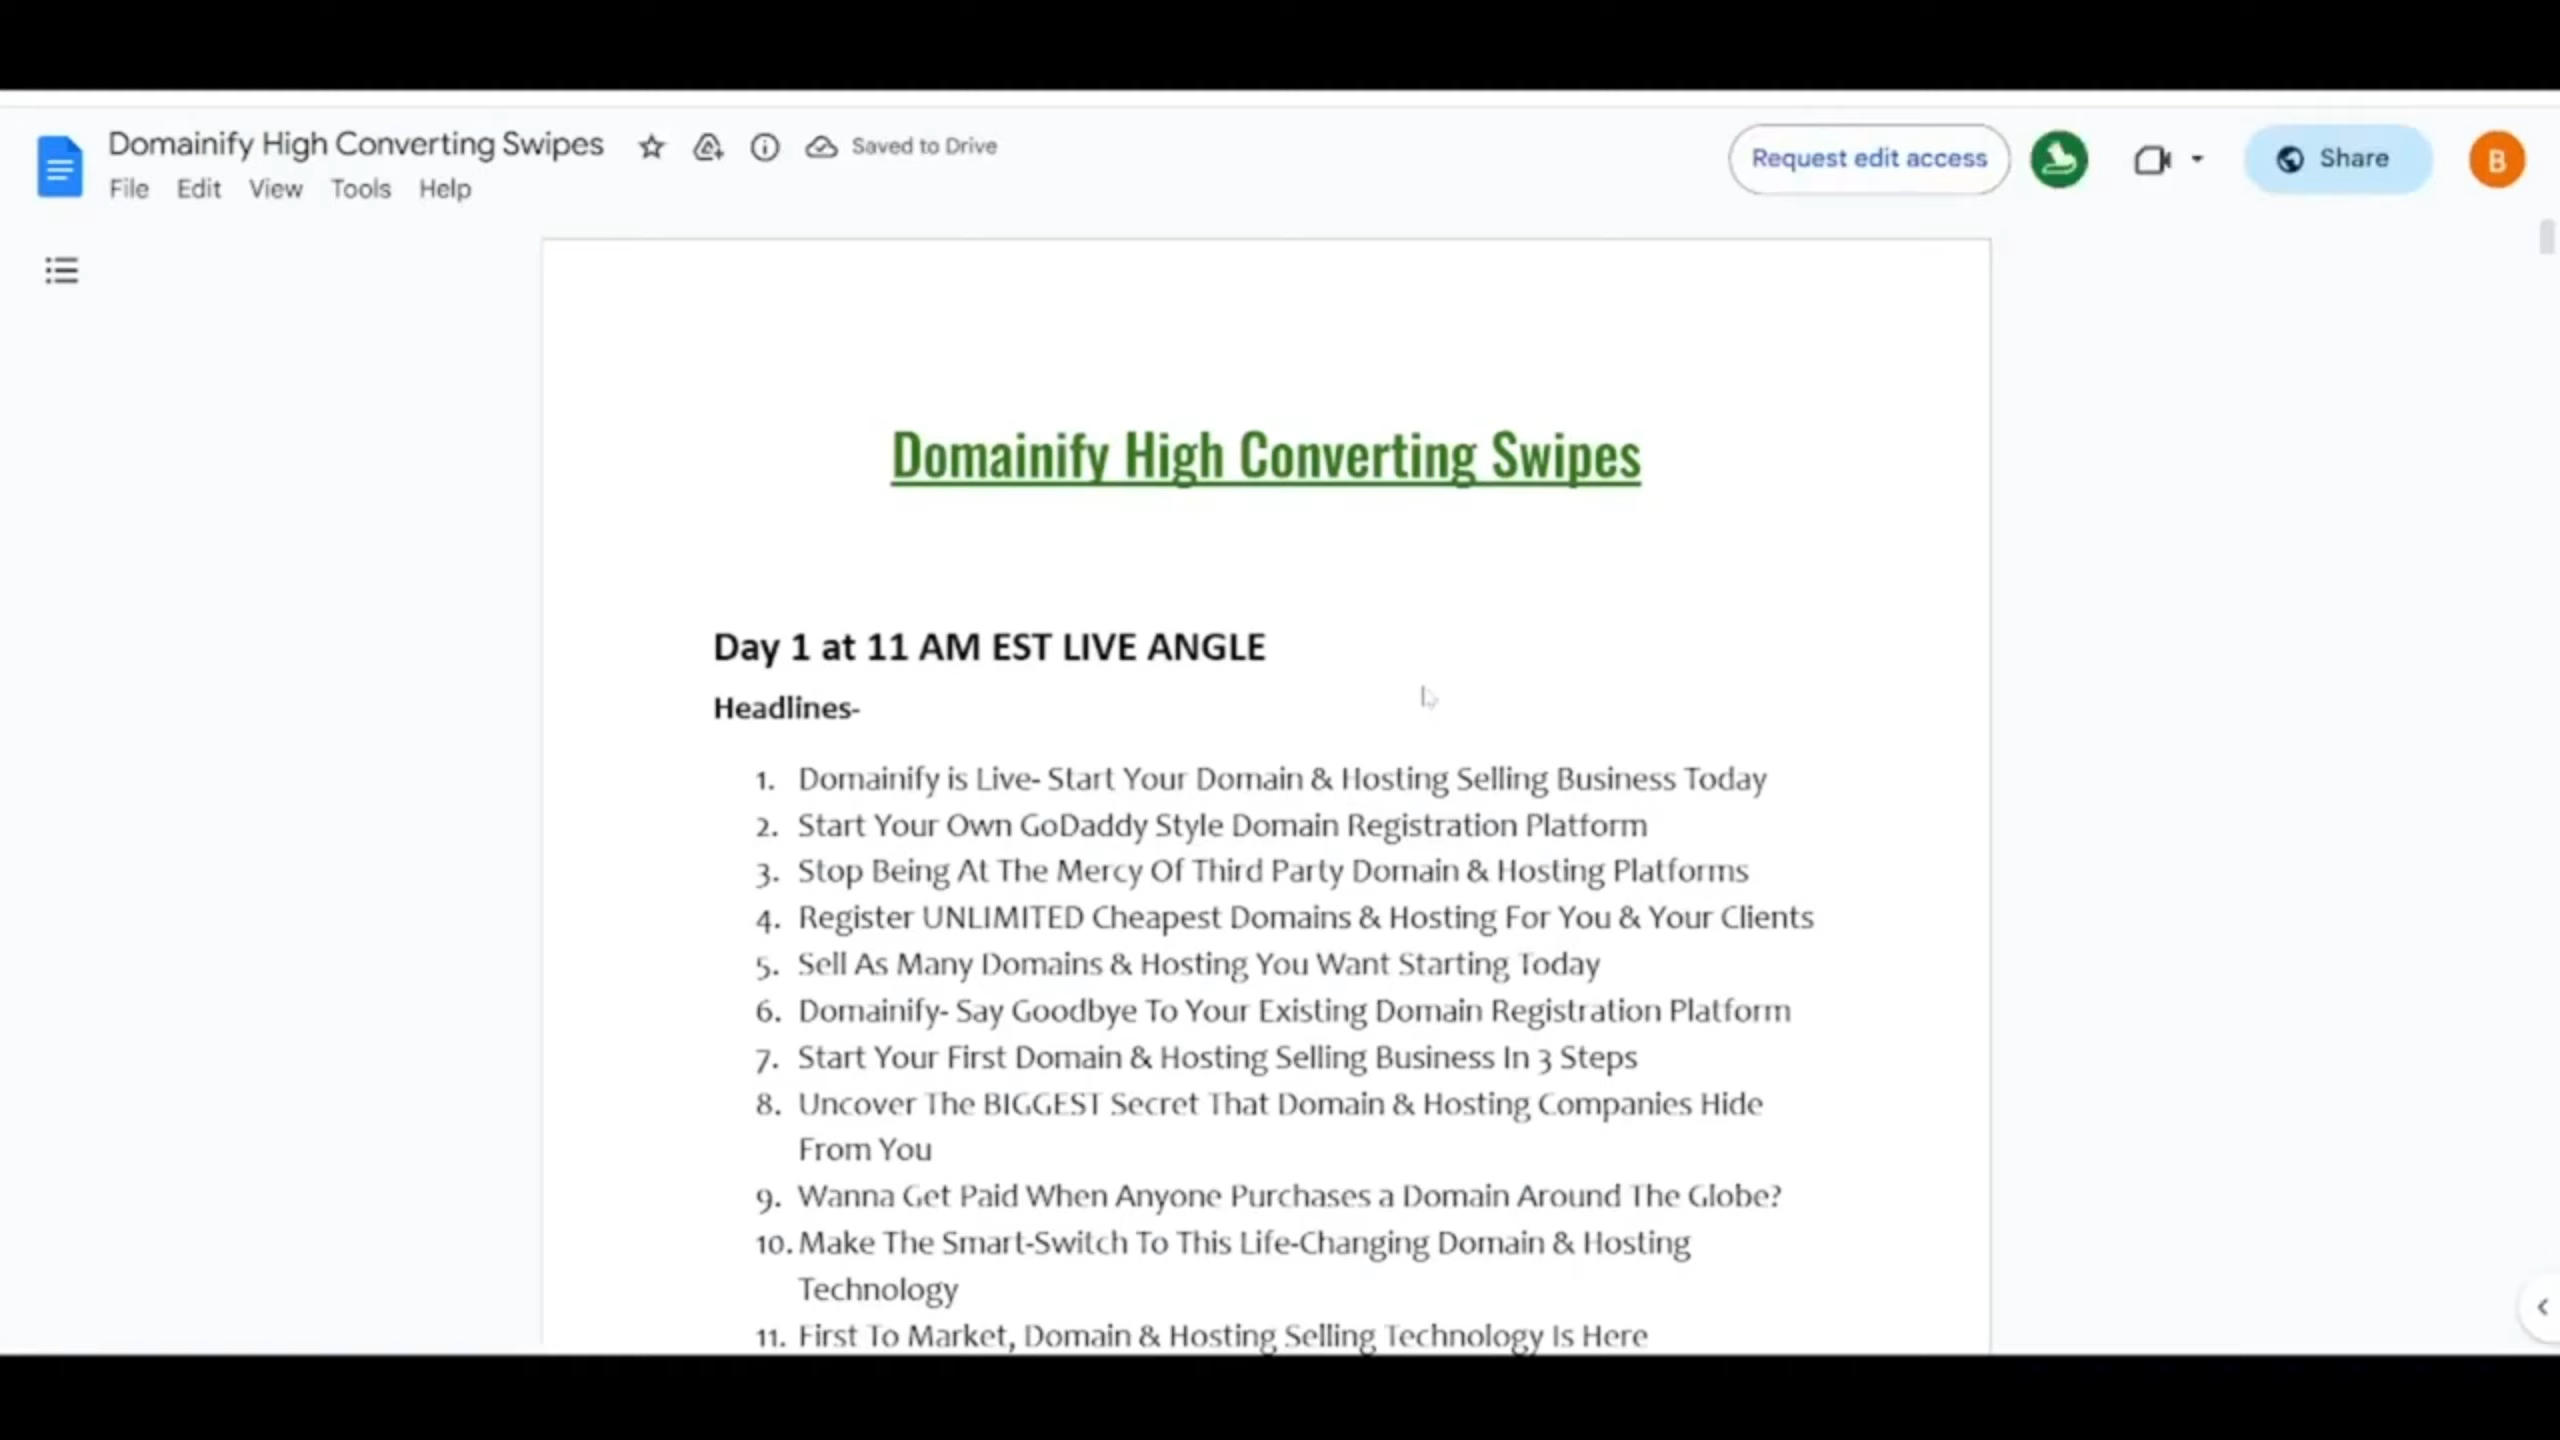 Domainify High Converting Swipes
Saved to Drive
File Edit View Tools Help
Request edit access
Share
B
Domainify High Converting Swipes
Day 1 at 11 AM EST LIVE ANGLE
Headlines-
1. Domainify is Live- Start Your Domain & Hosting Selling Business Today
2. Start Your Own GoDaddy Style Domain Registration Platform
3. Stop Being At The Mercy Of Third Party Domain & Hosting Platforms
4. Register UNLIMITED Cheapest Domains & Hosting For You & Your Clients
5. Sell As Many Domains & Hosting You Want Starting Today
6. Domainify- Say Goodbye To Your Existing Domain Registration Platform
7. Start Your First Domain & Hosting Selling Business In 3 Steps
8. Uncover The BIGGEST Secret That Domain & Hosting Companies Hide
From You
9. Wanna Get Paid When Anyone Purchases a Domain Around The Globe?
10. Make The Smart-Switch To This Life-Changing Domain & Hosting
Technology
11. First To Market, Domain & Hosting Selling Technology Is Here